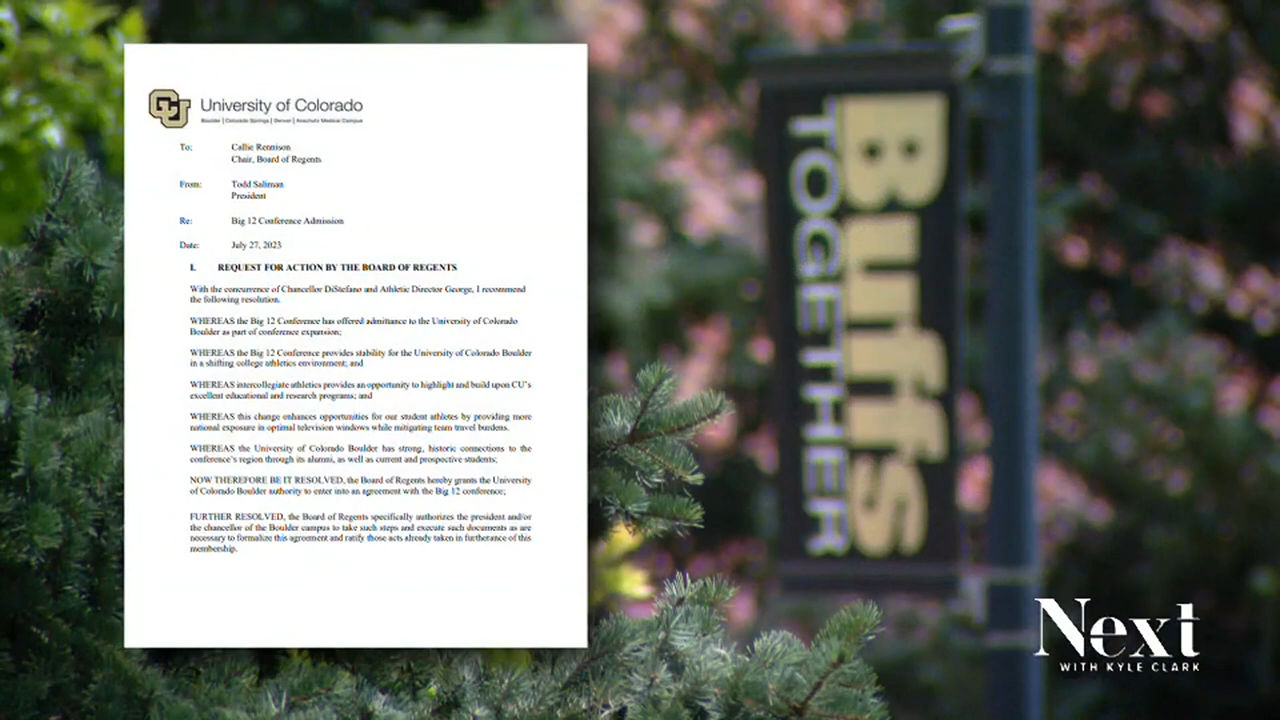 CU
University of Colorado
Boulder | Colorado Springs | Denver | Anschutz Medical Campus
To: Callie Rennison
Chair, Board of Regents
From: Todd Saliman
President
Re: Big 12 Conference Admission
Date: July 27, 2023
I. REQUEST FOR ACTION BY THE BOARD OF REGENTS
With the concurrence of Chancellor DiStefano and Athletic Director George, I recommend
the following resolution.
WHEREAS the Big 12 Conference has offered admittance to the University of Colorado
Boulder as part of conference expansion;
WHEREAS the Big 12 Conference provides stability for the University of Colorado Boulder
in a shifting college athletics environment; and
WHEREAS intercollegiate athletics provides an opportunity to highlight and build upon CU's
excellent educational and research programs; and
WHEREAS this change enhances opportunities for our student athletes by providing more
national exposure in optimal television windows while mitigating team travel burdens.
WHEREAS the University of Colorado Boulder has strong, historic connections to the
conference's region through its alumni, as well as current and prospective students;
NOW THEREFORE BE IT RESOLVED, the Board of Regents hereby grants the University
of Colorado Boulder authority to enter into an agreement with the Big 12 conference;
FURTHER RESOLVED, the Board of Regents specifically authorizes the president and/or
the chancellor of the Boulder campus to take such steps and execute such documents as are
necessary to formalize this agreement and ratify those acts already taken in furtherance of this
membership.
Buffs
TOGETHER
Next
WITH KYLE CLARK